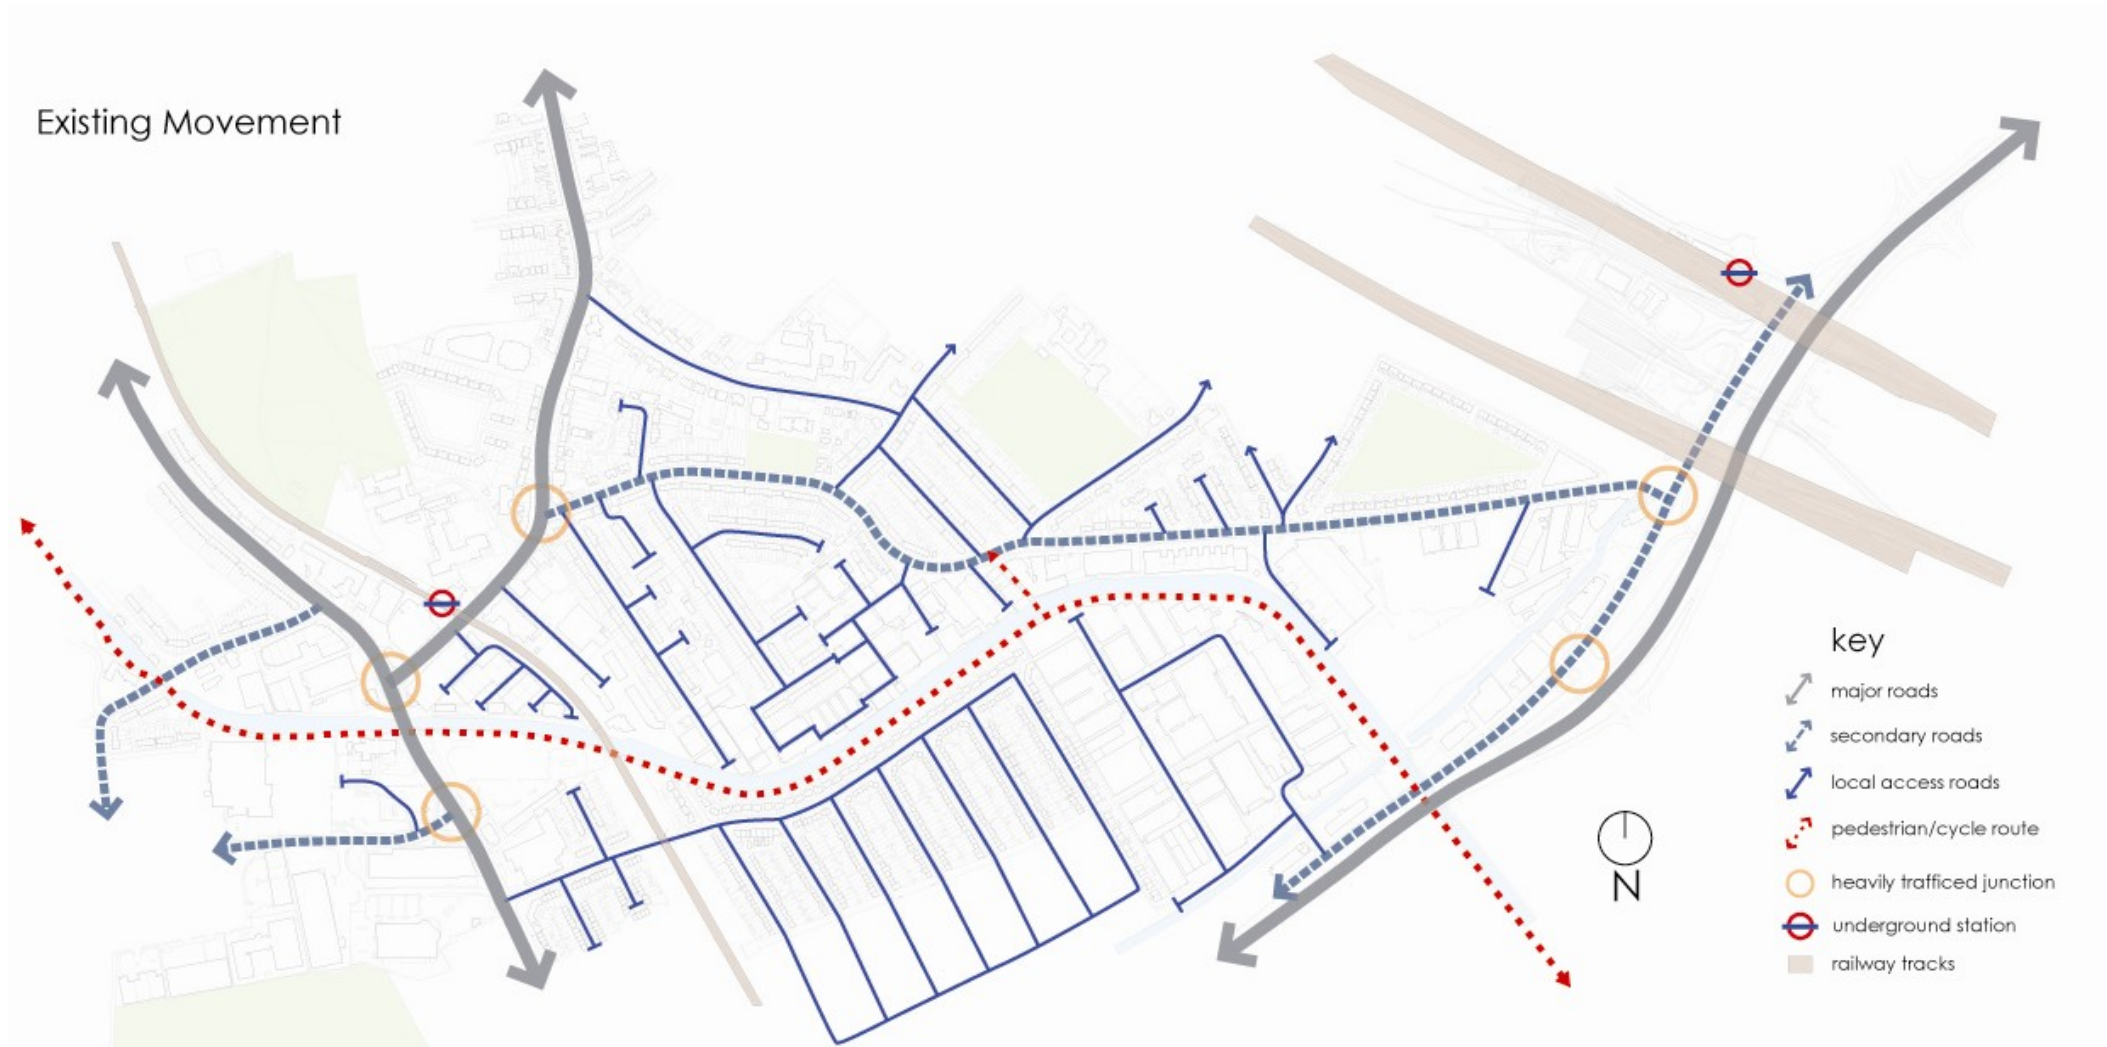 Existing Movement
key
major roads
secondary roads
local access roads
pedestrian/cycle route
heavily trafficed junction
underground station
railway tracks
N